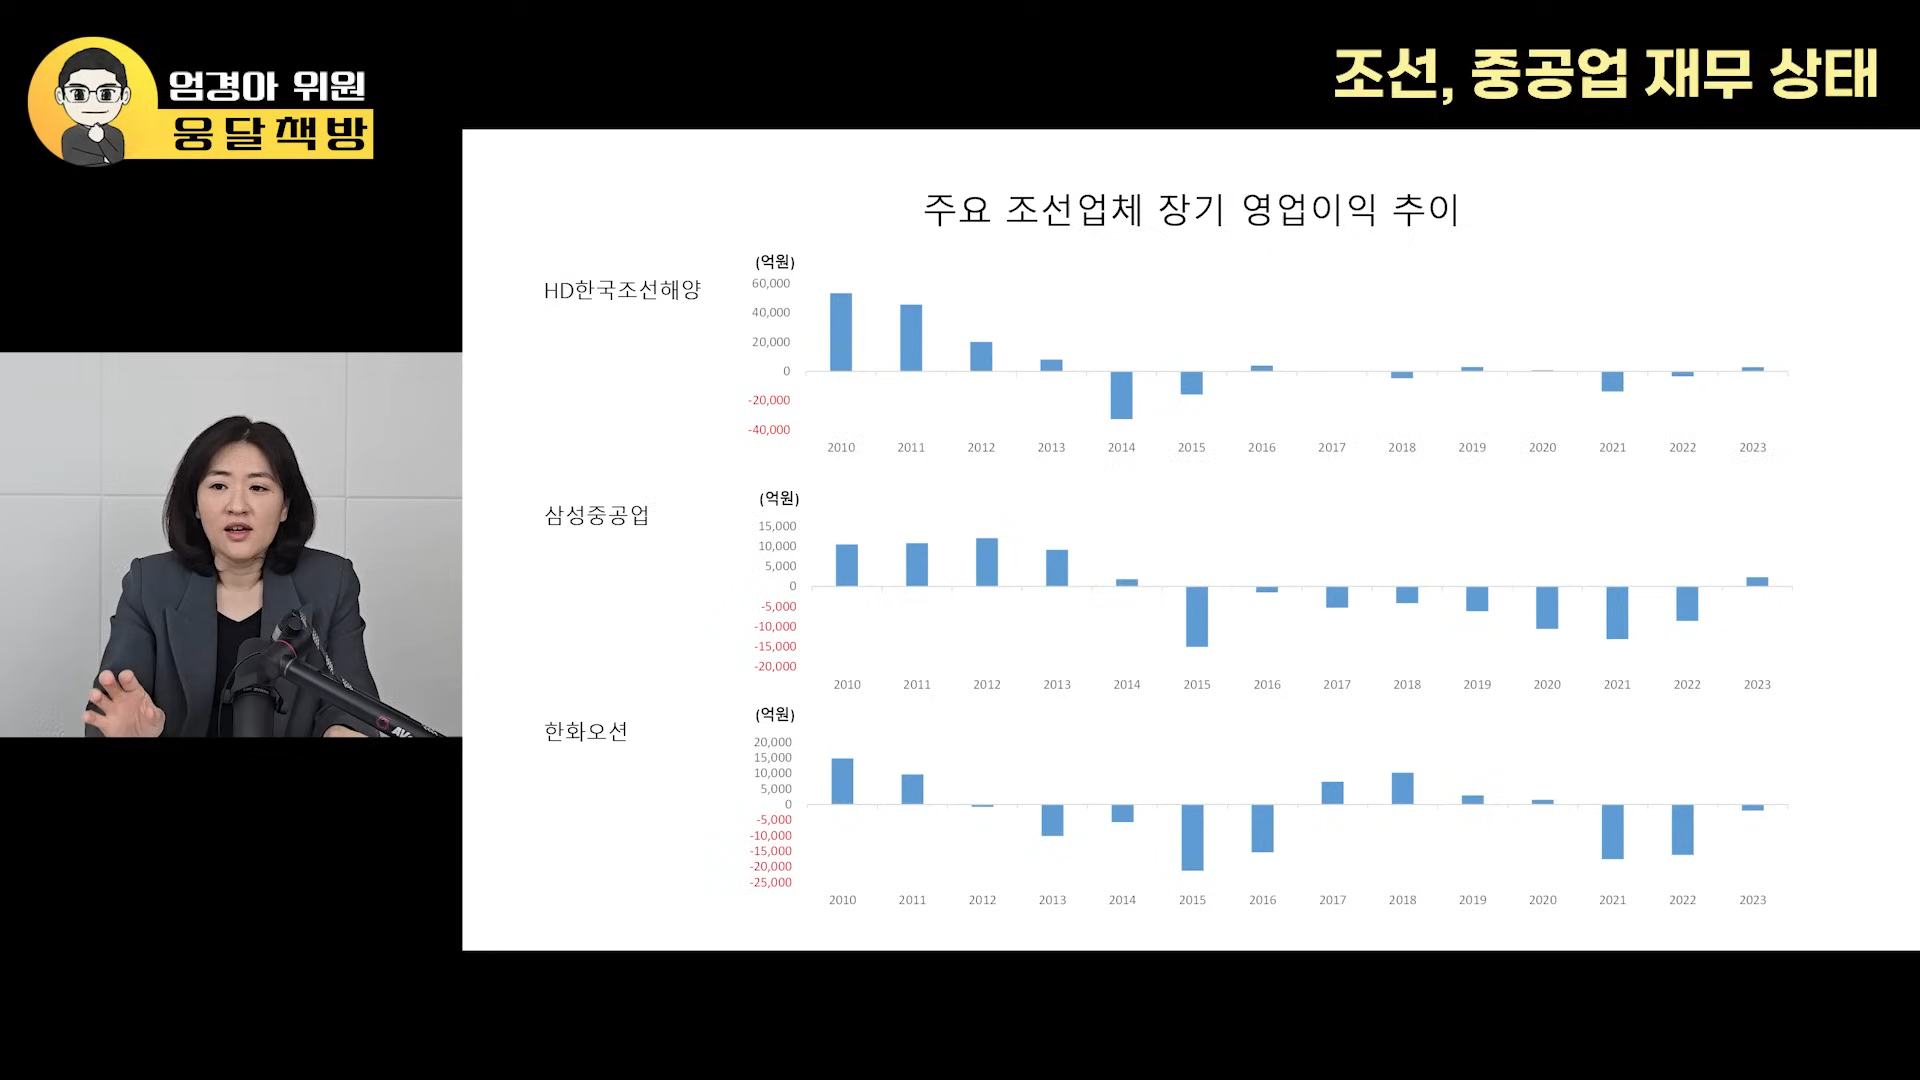 엄경아 위원
웅달책방
조선, 중공업 재무 상태
주요 조선업체 장기 영업이익 추이
HD한국조선해양
(억원)
60,000
40,000
20,000
0
-20,000
-40,000
2010 2011 2012 2013 2014 2015 2016 2017 2018 2019 2020 2021 2022 2023
삼성중공업
(억원)
15,000
10,000
5,000
0
-5,000
-10,000
-15,000
-20,000
2010 2011 2012 2013 2014 2015 2016 2017 2018 2019 2020 2021 2022 2023
한화오션
(억원)
20,000
15,000
10,000
5,000
0
-5,000
-10,000
-15,000
-20,000
-25,000
2010 2011 2012 2013 2014 2015 2016 2017 2018 2019 2020 2021 2022 2023